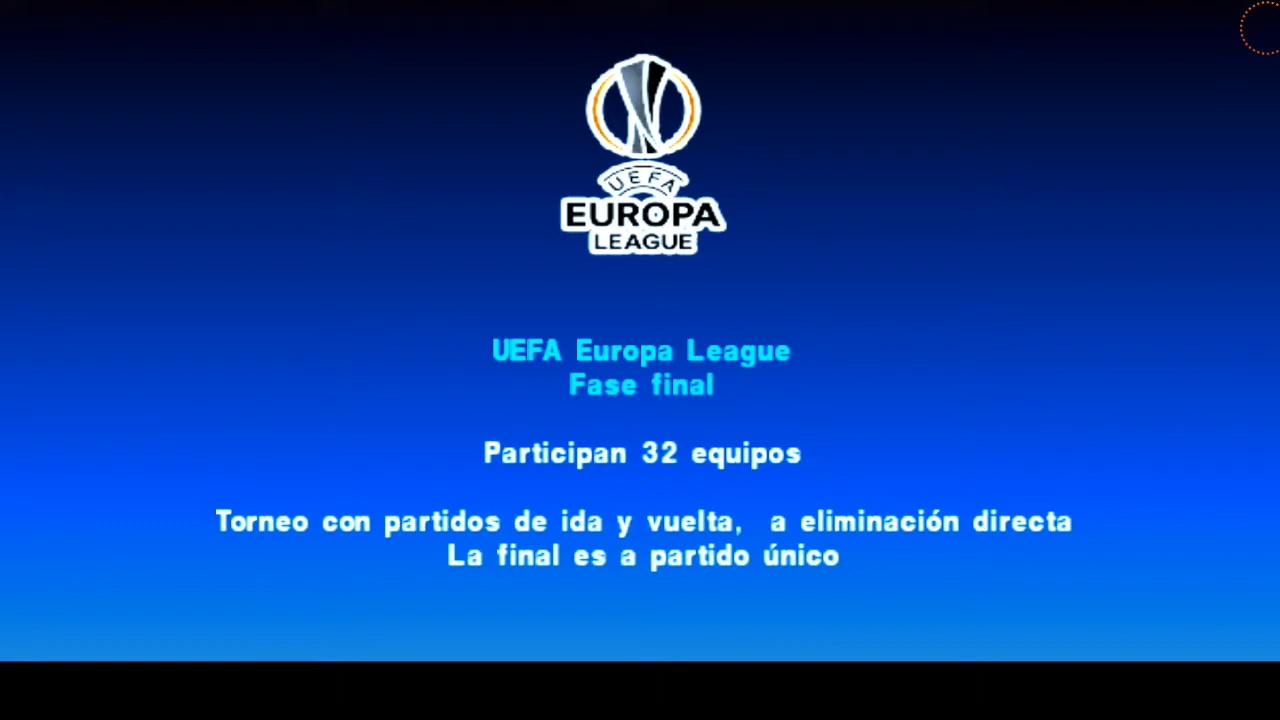 UEFA
EUROPA
LEAGUE
UEFA Europa League
Fase final
Participan 32 equipos
Torneo con partidos de ida y vuelta, a eliminación directa
La final es a partido único